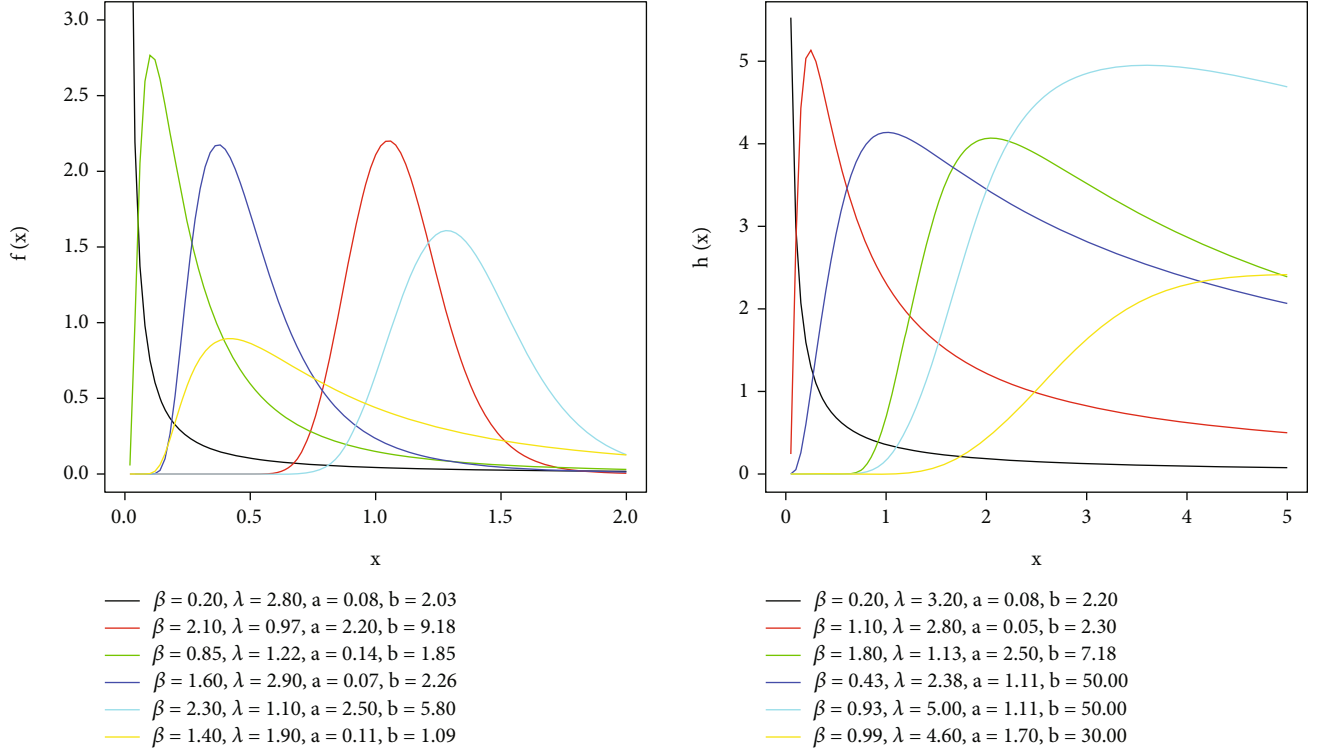 3.0
2.5
2.0
1.5
1.0
0.5
0.0
f (x)
0.0 0.5 1.0 1.5 2.0
x
β = 0.20, λ = 2.80, a = 0.08, b = 2.03
β = 2.10, λ = 0.97, a = 2.20, b = 9.18
β = 0.85, λ = 1.22, a = 0.14, b = 1.85
β = 1.60, λ = 2.90, a = 0.07, b = 2.26
β = 2.30, λ = 1.10, a = 2.50, b = 5.80
β = 1.40, λ = 1.90, a = 0.11, b = 1.09
5
4
3
2
1
0
h (x)
0 1 2 3 4 5
x
β = 0.20, λ = 3.20, a = 0.08, b = 2.20
β = 1.10, λ = 2.80, a = 0.05, b = 2.30
β = 1.80, λ = 1.13, a = 2.50, b = 7.18
β = 0.43, λ = 2.38, a = 1.11, b = 50.00
β = 0.93, λ = 5.00, a = 1.11, b = 50.00
β = 0.99, λ = 4.60, a = 1.70, b = 30.00